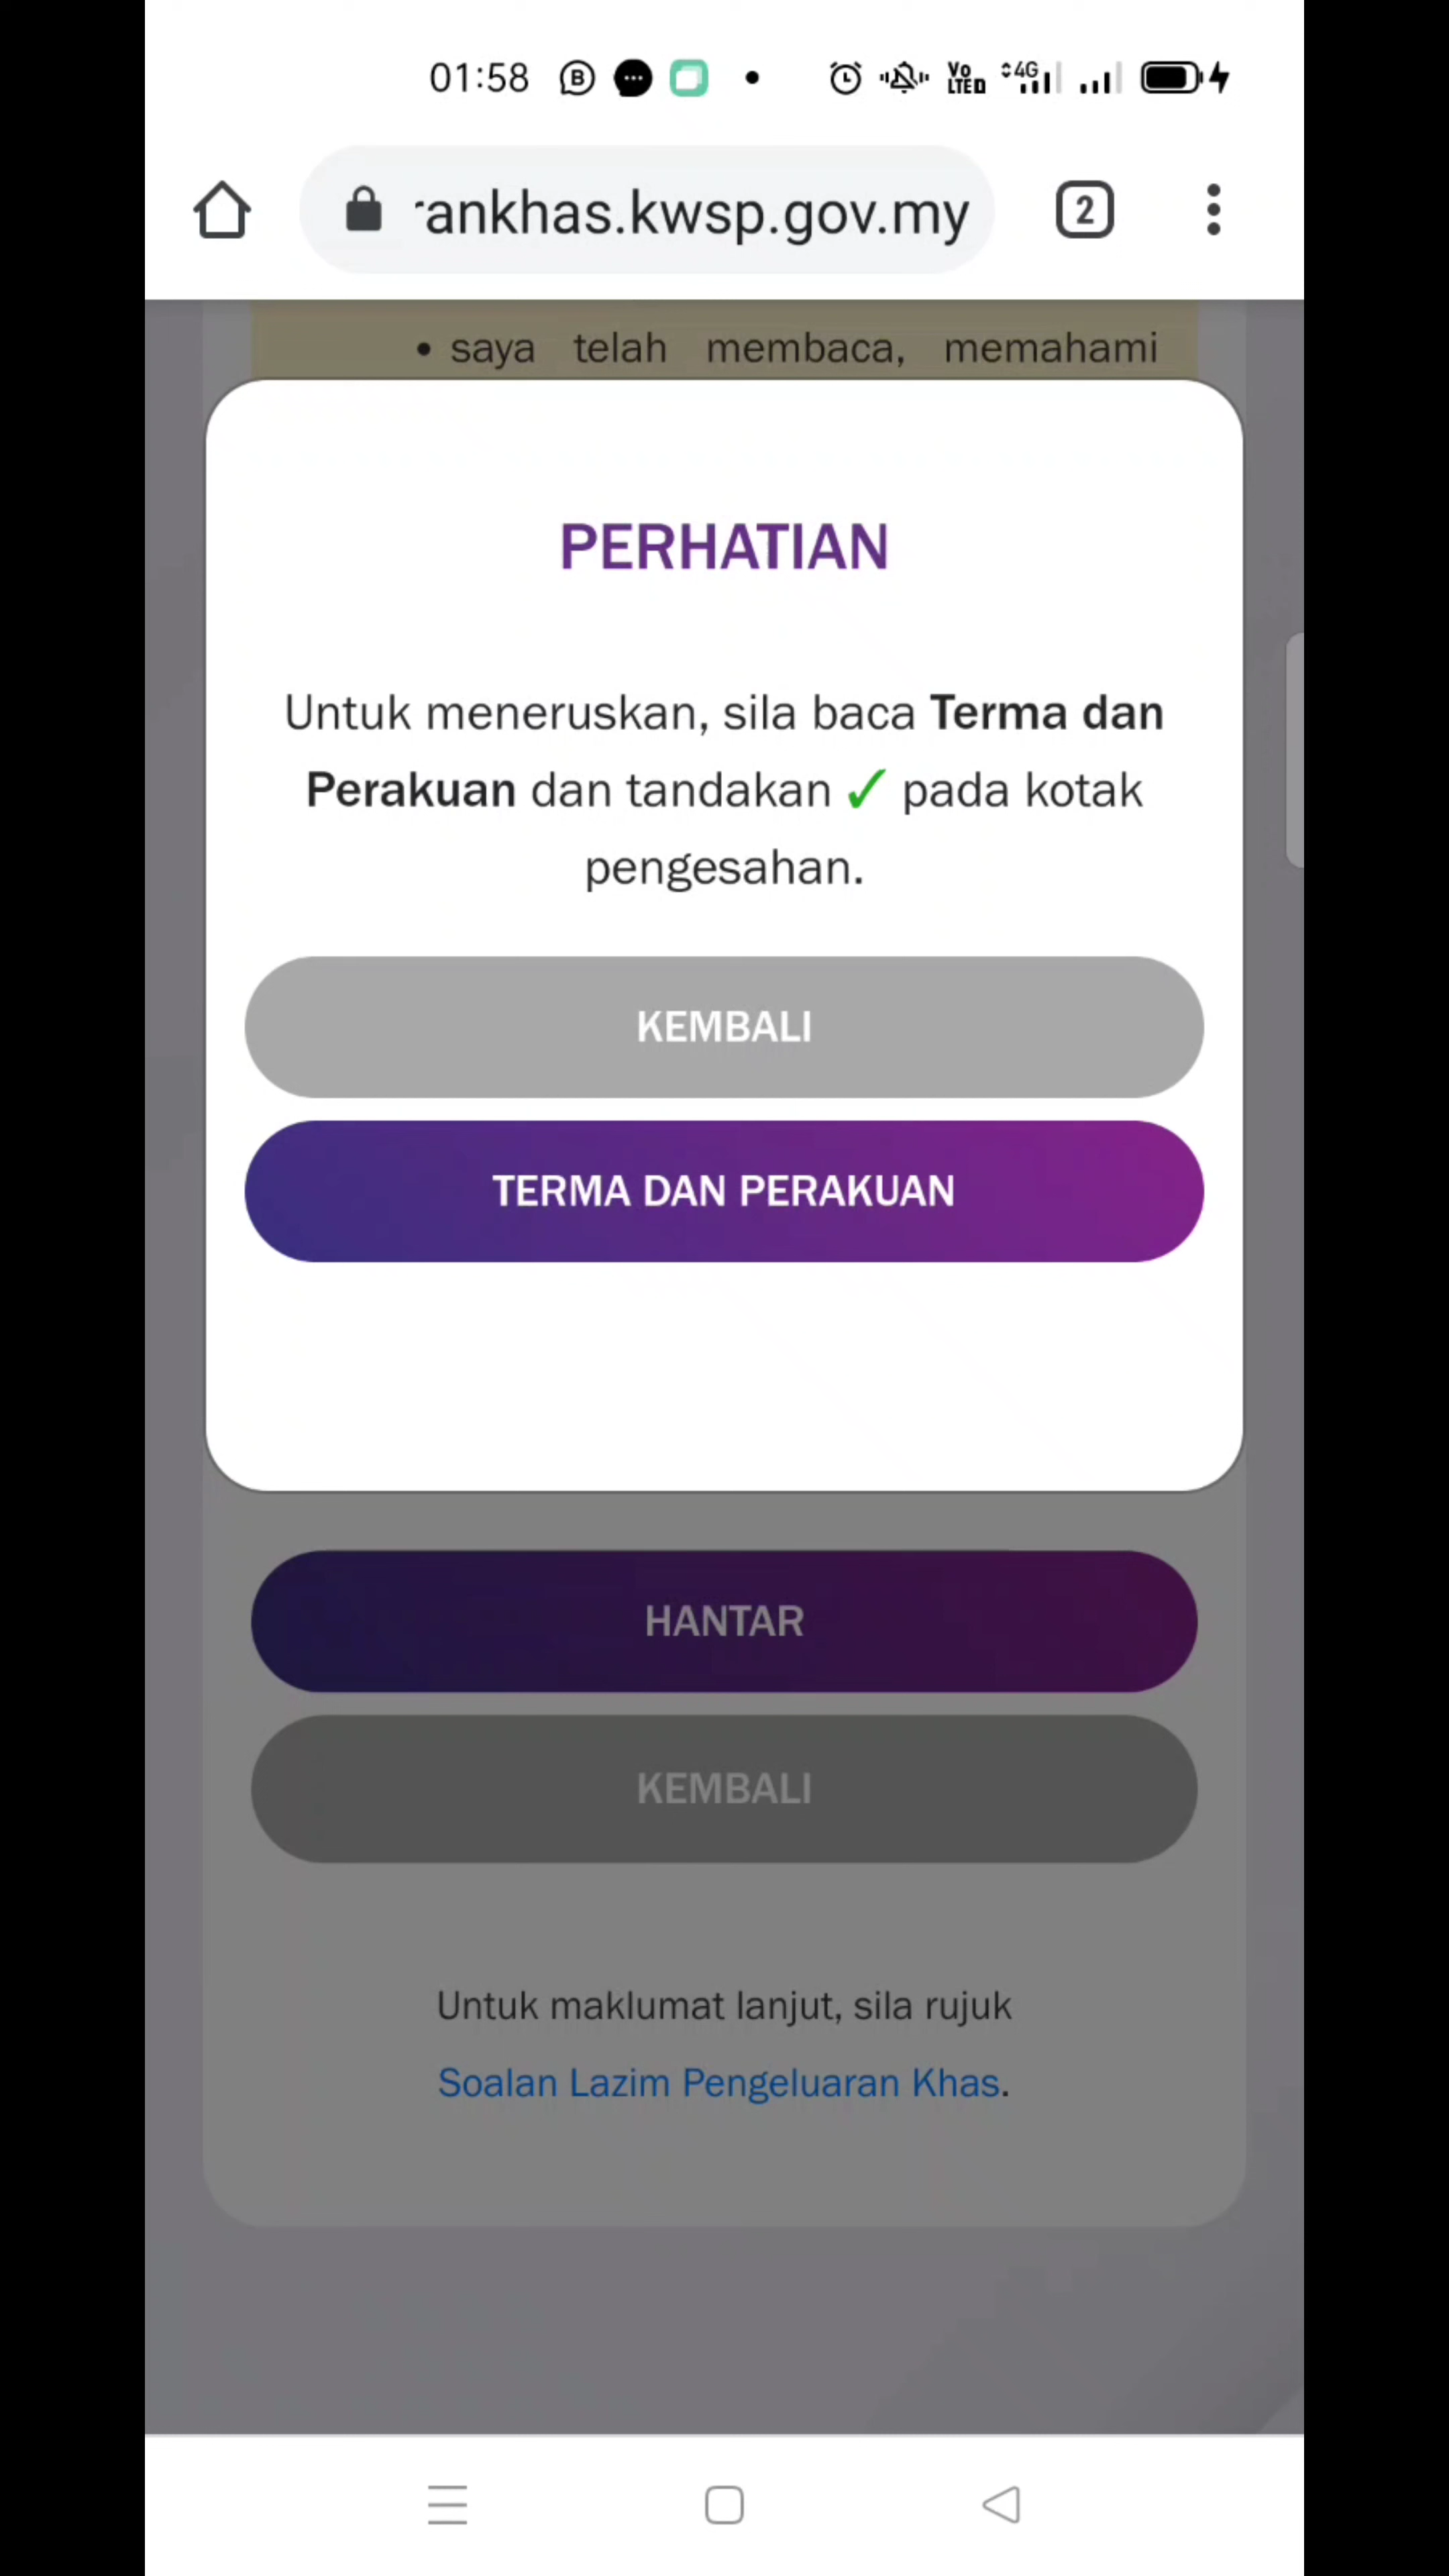 01:58
rankhas.kwsp.gov.my
2
• saya telah membaca, memahami
PERHATIAN
Untuk meneruskan, sila baca Terma dan
Perakuan dan tandakan ✓ pada kotak
pengesahan.
KEMBALI
TERMA DAN PERAKUAN
HANTAR
KEMBALI
Untuk maklumat lanjut, sila rujuk
Soalan Lazim Pengeluaran Khas.